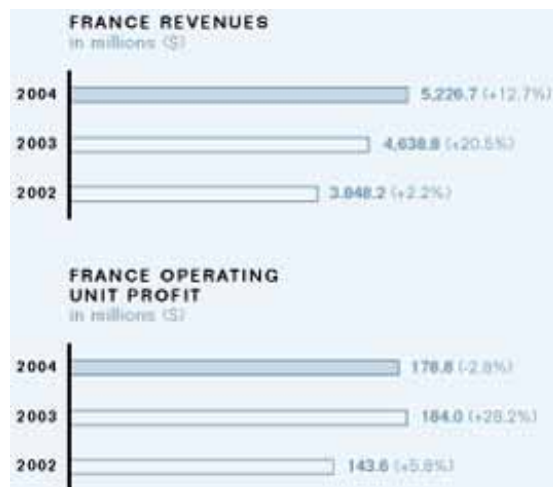 FRANCE REVENUES
in millions ($)
2004 5,226.7 (+12.7%)
2003 4,638.8 (+20.5%)
2002 3.848.2 (+2.2%)
FRANCE OPERATING
UNIT PROFIT
in millions ($)
2004 178.8 (-2.8%)
2003 184.0 (+28.2%)
2002 143.6 (+5.8%)